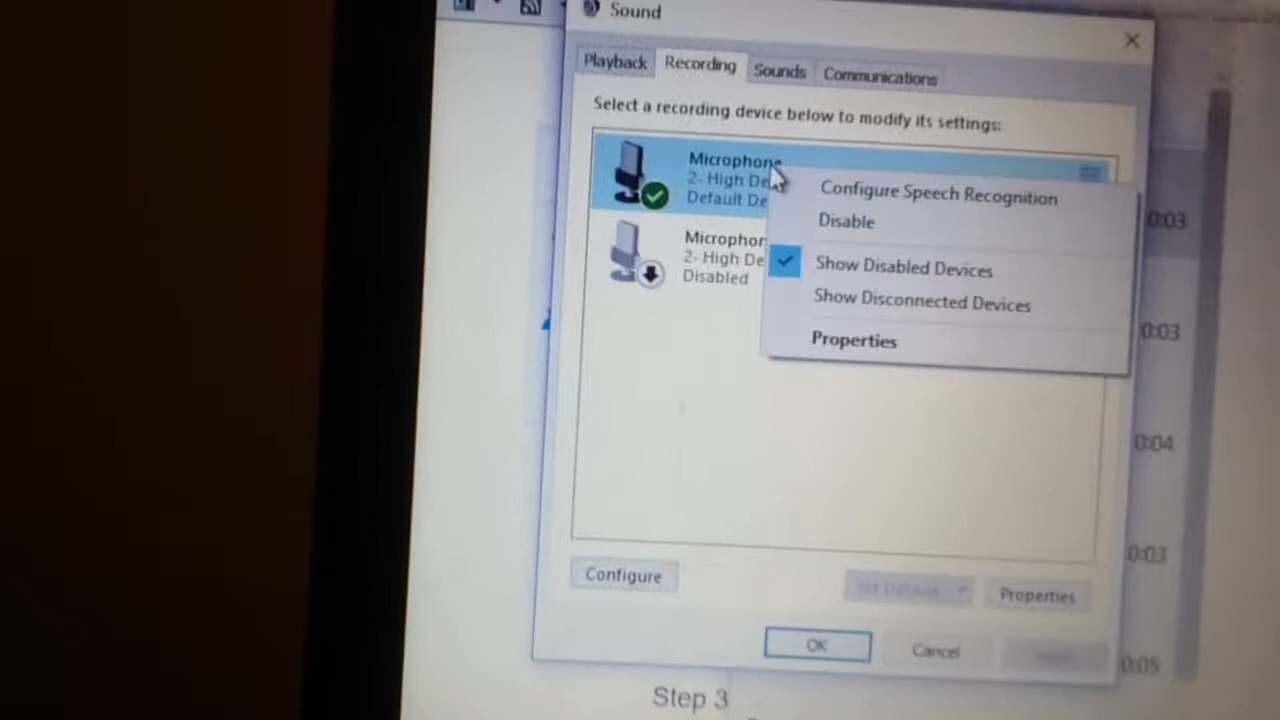 Sound
Playback
Recording
Sounds
Communications
Select a recording device below to modify its settings:
Microphone
2- High De
Default De
Microphon
2- High De
Disabled
Configure Speech Recognition
Disable
Show Disabled Devices
Show Disconnected Devices
Properties
0:03
0:03
0:04
0:03
0:05
Configure
Set Default
Properties
OK
Cancel
Step 3